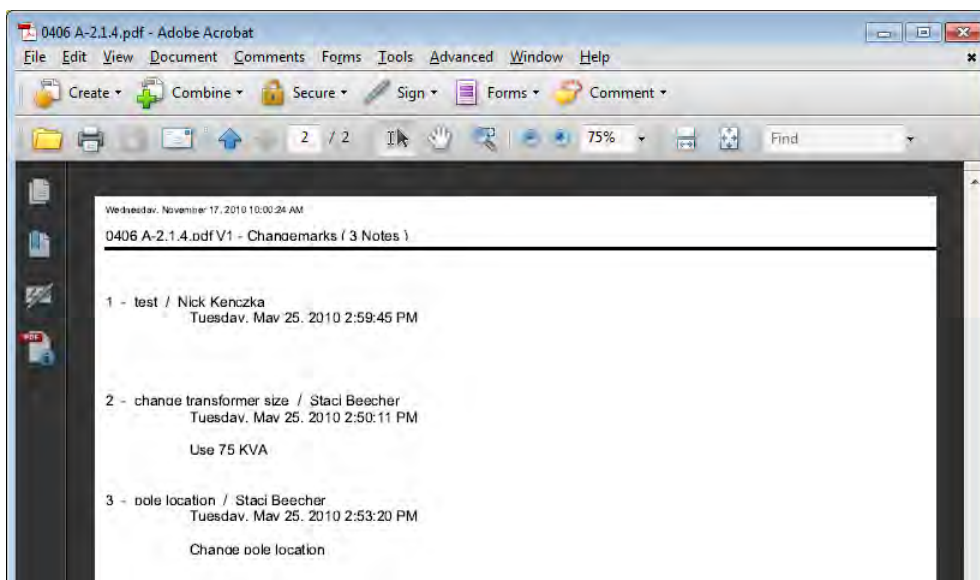 0406 A-2.1.4.pdf - Adobe Acrobat
File Edit View Document Comments Forms Tools Advanced Window Help
Create Combine Secure Sign Forms Comment
2 / 2 75% Find
Wednesday, November 17, 2010 10:00:24 AM
0406 A-2.1.4.pdf V1 - Changemarks ( 3 Notes )
1 - test / Nick Kenczka
Tuesday, May 25, 2010 2:59:45 PM
2 - change transformer size / Staci Beecher
Tuesday, May 25, 2010 2:50:11 PM
Use 75 KVA
3 - pole location / Staci Beecher
Tuesday, May 25, 2010 2:53:20 PM
Change pole location